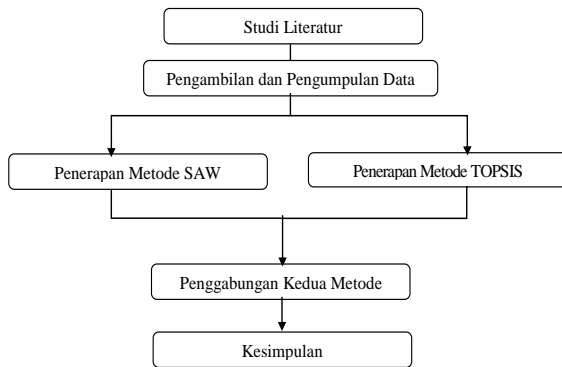 Studi Literatur
Pengambilan dan Pengumpulan Data
Penerapan Metode SAW
Penerapan Metode TOPSIS
Penggabungan Kedua Metode
Kesimpulan